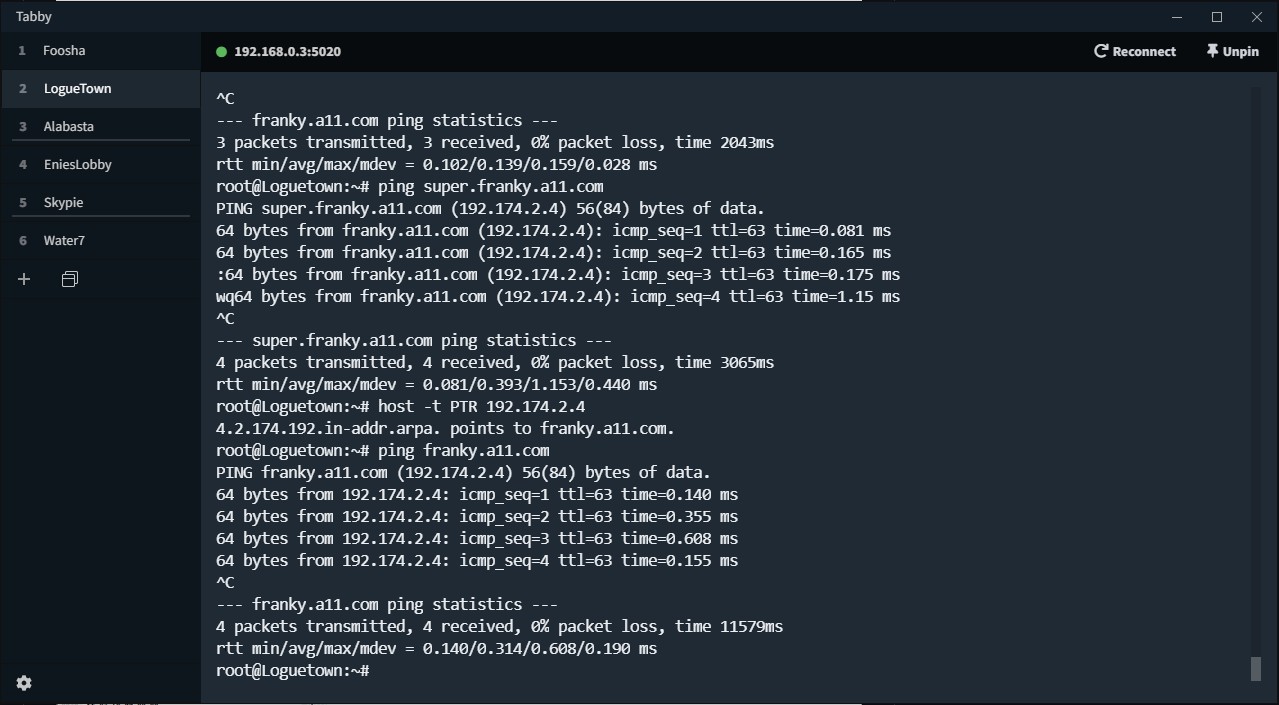 Tabby
1 Foosha
2 LogueTown
3 Alabasta
4 EniesLobby
5 Skypie
6 Water7
192.168.0.3:5020
Reconnect
Unpin
^C
--- franky.a11.com ping statistics ---
3 packets transmitted, 3 received, 0% packet loss, time 2043ms
rtt min/avg/max/mdev = 0.102/0.139/0.159/0.028 ms
root@Loguetown:~# ping super.franky.a11.com
PING super.franky.a11.com (192.174.2.4) 56(84) bytes of data.
64 bytes from franky.a11.com (192.174.2.4): icmp_seq=1 ttl=63 time=0.081 ms
64 bytes from franky.a11.com (192.174.2.4): icmp_seq=2 ttl=63 time=0.165 ms
:64 bytes from franky.a11.com (192.174.2.4): icmp_seq=3 ttl=63 time=0.175 ms
wq64 bytes from franky.a11.com (192.174.2.4): icmp_seq=4 ttl=63 time=1.15 ms
^C
--- super.franky.a11.com ping statistics ---
4 packets transmitted, 4 received, 0% packet loss, time 3065ms
rtt min/avg/max/mdev = 0.081/0.393/1.153/0.440 ms
root@Loguetown:~# host -t PTR 192.174.2.4
4.2.174.192.in-addr.arpa. points to franky.a11.com.
root@Loguetown:~# ping franky.a11.com
PING franky.a11.com (192.174.2.4) 56(84) bytes of data.
64 bytes from 192.174.2.4: icmp_seq=1 ttl=63 time=0.140 ms
64 bytes from 192.174.2.4: icmp_seq=2 ttl=63 time=0.355 ms
64 bytes from 192.174.2.4: icmp_seq=3 ttl=63 time=0.608 ms
64 bytes from 192.174.2.4: icmp_seq=4 ttl=63 time=0.155 ms
^C
--- franky.a11.com ping statistics ---
4 packets transmitted, 4 received, 0% packet loss, time 11579ms
rtt min/avg/max/mdev = 0.140/0.314/0.608/0.190 ms
root@Loguetown:~#